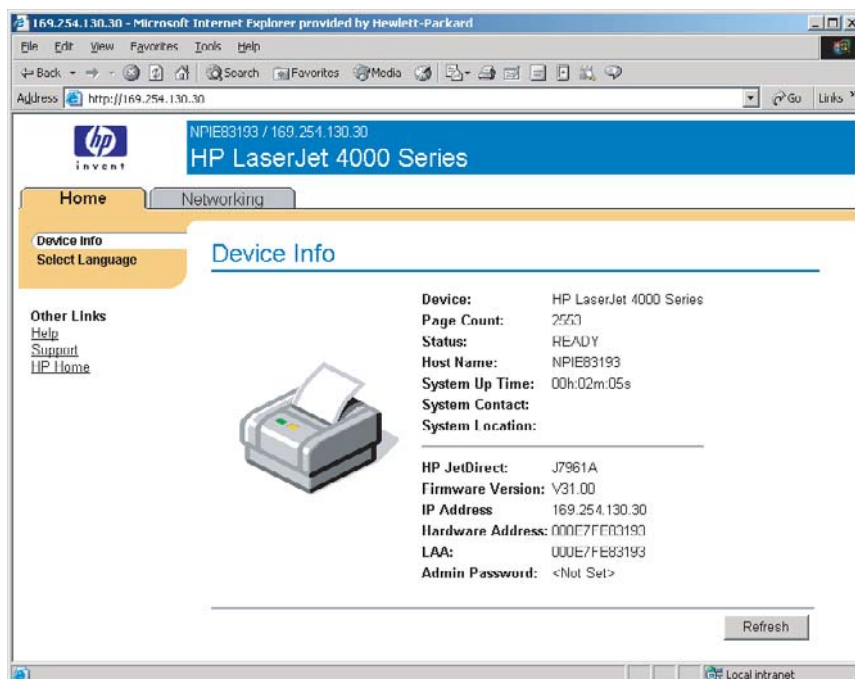 169.254.130.30 - Microsoft Internet Explorer provided by Hewlett-Packard
File Edit View Favorites Tools Help
Back Search Favorites Media
Address http://169.254.130.30 Go Links
hp
invent
NPIE83193 / 169.254.130.30
HP LaserJet 4000 Series
Home Networking
Device Info
Select Language
Other Links
Help
Support
HP Home
Device Info
Device: HP LaserJet 4000 Series
Page Count: 2553
Status: READY
Host Name: NPIE83193
System Up Time: 00h:02m:05s
System Contact:
System Location:
HP JetDirect: J7961A
Firmware Version: V31.00
IP Address 169.254.130.30
Hardware Address: 000E7FE83193
LAA: 000E7FE83193
Admin Password: <Not Set>
Refresh
Local intranet